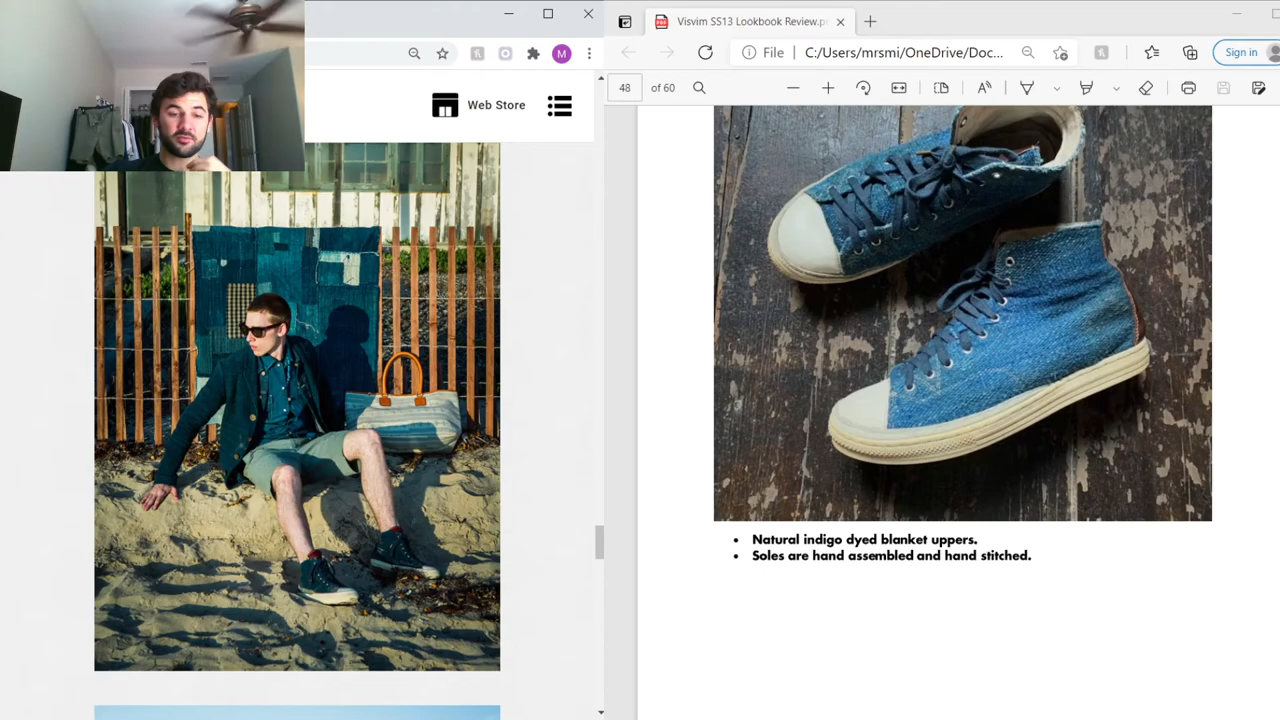 Visvim SS13 Lookbook Review.p
File
C:/Users/mrsmi/OneDrive/Doc...
Sign in
M
Web Store
48
of 60
• Natural indigo dyed blanket uppers.
• Soles are hand assembled and hand stitched.